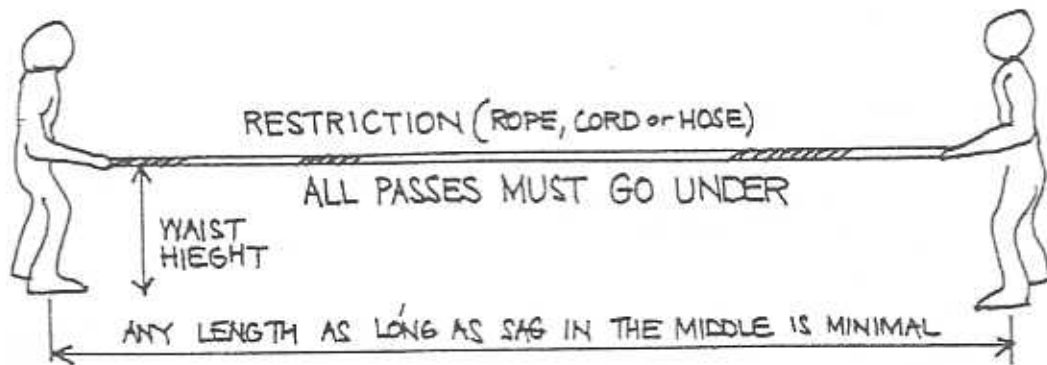 RESTRICTION (ROPE, CORD or HOSE)
ALL PASSES MUST GO UNDER
WAIST
HIEGHT
ANY LENGTH AS LONG AS SAG IN THE MIDDLE IS MINIMAL